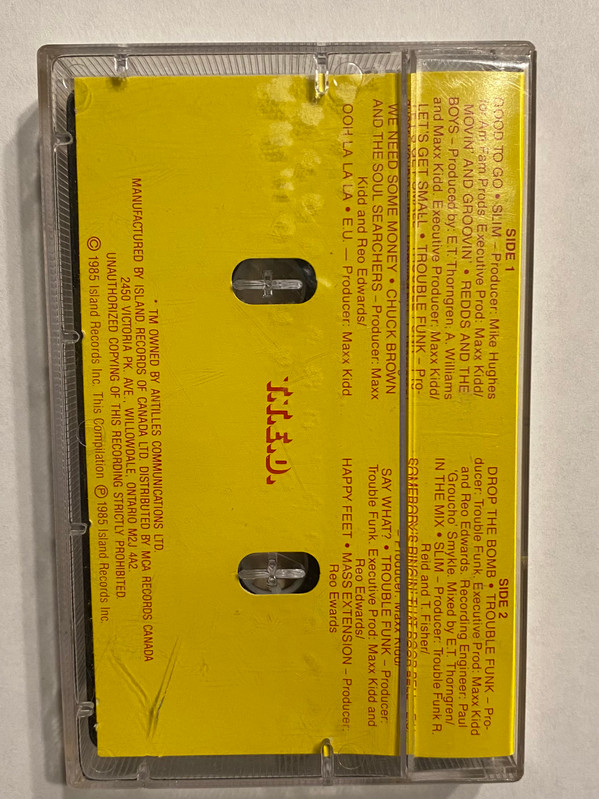 SIDE 1
GOOD TO GO • SLIM – Producer: Mike Hughes
for Am Fam Prods. Executive Prod: Maxx Kidd/
MOVIN' AND GROOVIN' • REDDS AND THE
BOYS – Produced by: E.T. Thorngren, A. Williams
and Maxx Kidd. Executive Producer: Maxx Kidd/
LET'S GET SMALL • TROUBLE FUNK – Pro-
WE NEED SOME MONEY • CHUCK BROWN
AND THE SOUL SEARCHERS – Producer: Maxx
Kidd and Reo Edwards/
OOH LA LA LA • E.U. — Producer: Maxx Kidd
SIDE 2
DROP THE BOMB • TROUBLE FUNK – Pro-
ducer: Trouble Funk. Executive Prod: Maxx Kidd
and Reo Edwards. Recording Engineer: Paul
'Groucho' Smykle. Mixed by: E.T. Thorngren/
IN THE MIX • SLIM – Producer: Trouble Funk R.
Reid and T. Fisher/
SOMEBODY'S RINGIN' THAT DOOR BELL
– Producer: Maxx Kidd/
SAY WHAT? • TROUBLE FUNK – Producer:
Trouble Funk. Executive Prod: Maxx Kidd and
Reo Edwards/
HAPPY FEET • MASS EXTENSION – Producer:
Reo Ewards
T.T.E.D.
* TM OWNED BY ANTILLES COMMUNICATIONS LTD.
MANUFACTURED BY ISLAND RECORDS OF CANADA LTD. DISTRIBUTED BY MCA RECORDS CANADA
2450 VICTORIA PK. AVE., WILLOWDALE, ONTARIO M2J 4A2.
UNAUTHORIZED COPYING OF THIS RECORDING STRICTLY PROHIBITED.
© 1985 Island Records Inc. This Compilation ℗ 1985 Island Records Inc.